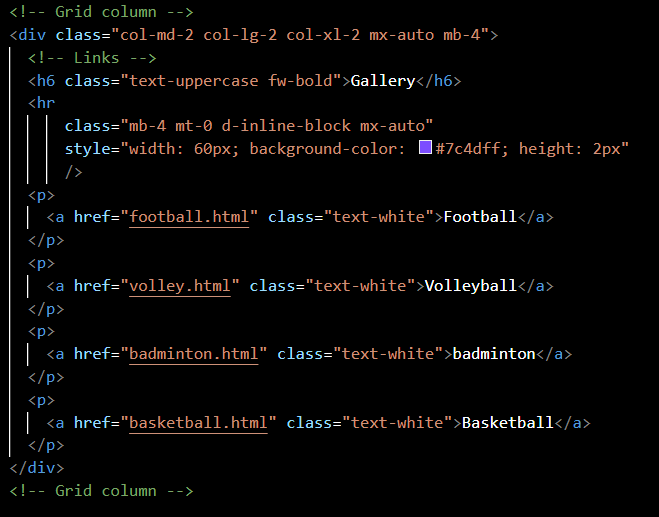 <!-- Grid column -->
<div class="col-md-2 col-lg-2 col-xl-2 mx-auto mb-4">
<!-- Links -->
<h6 class="text-uppercase fw-bold">Gallery</h6>
<hr
class="mb-4 mt-0 d-inline-block mx-auto"
style="width: 60px; background-color: #7c4dff; height: 2px"
/>
<p>
<a href="football.html" class="text-white">Football</a>
</p>
<p>
<a href="volley.html" class="text-white">Volleyball</a>
</p>
<p>
<a href="badminton.html" class="text-white">badminton</a>
</p>
<p>
<a href="basketball.html" class="text-white">Basketball</a>
</p>
</div>
<!-- Grid column -->